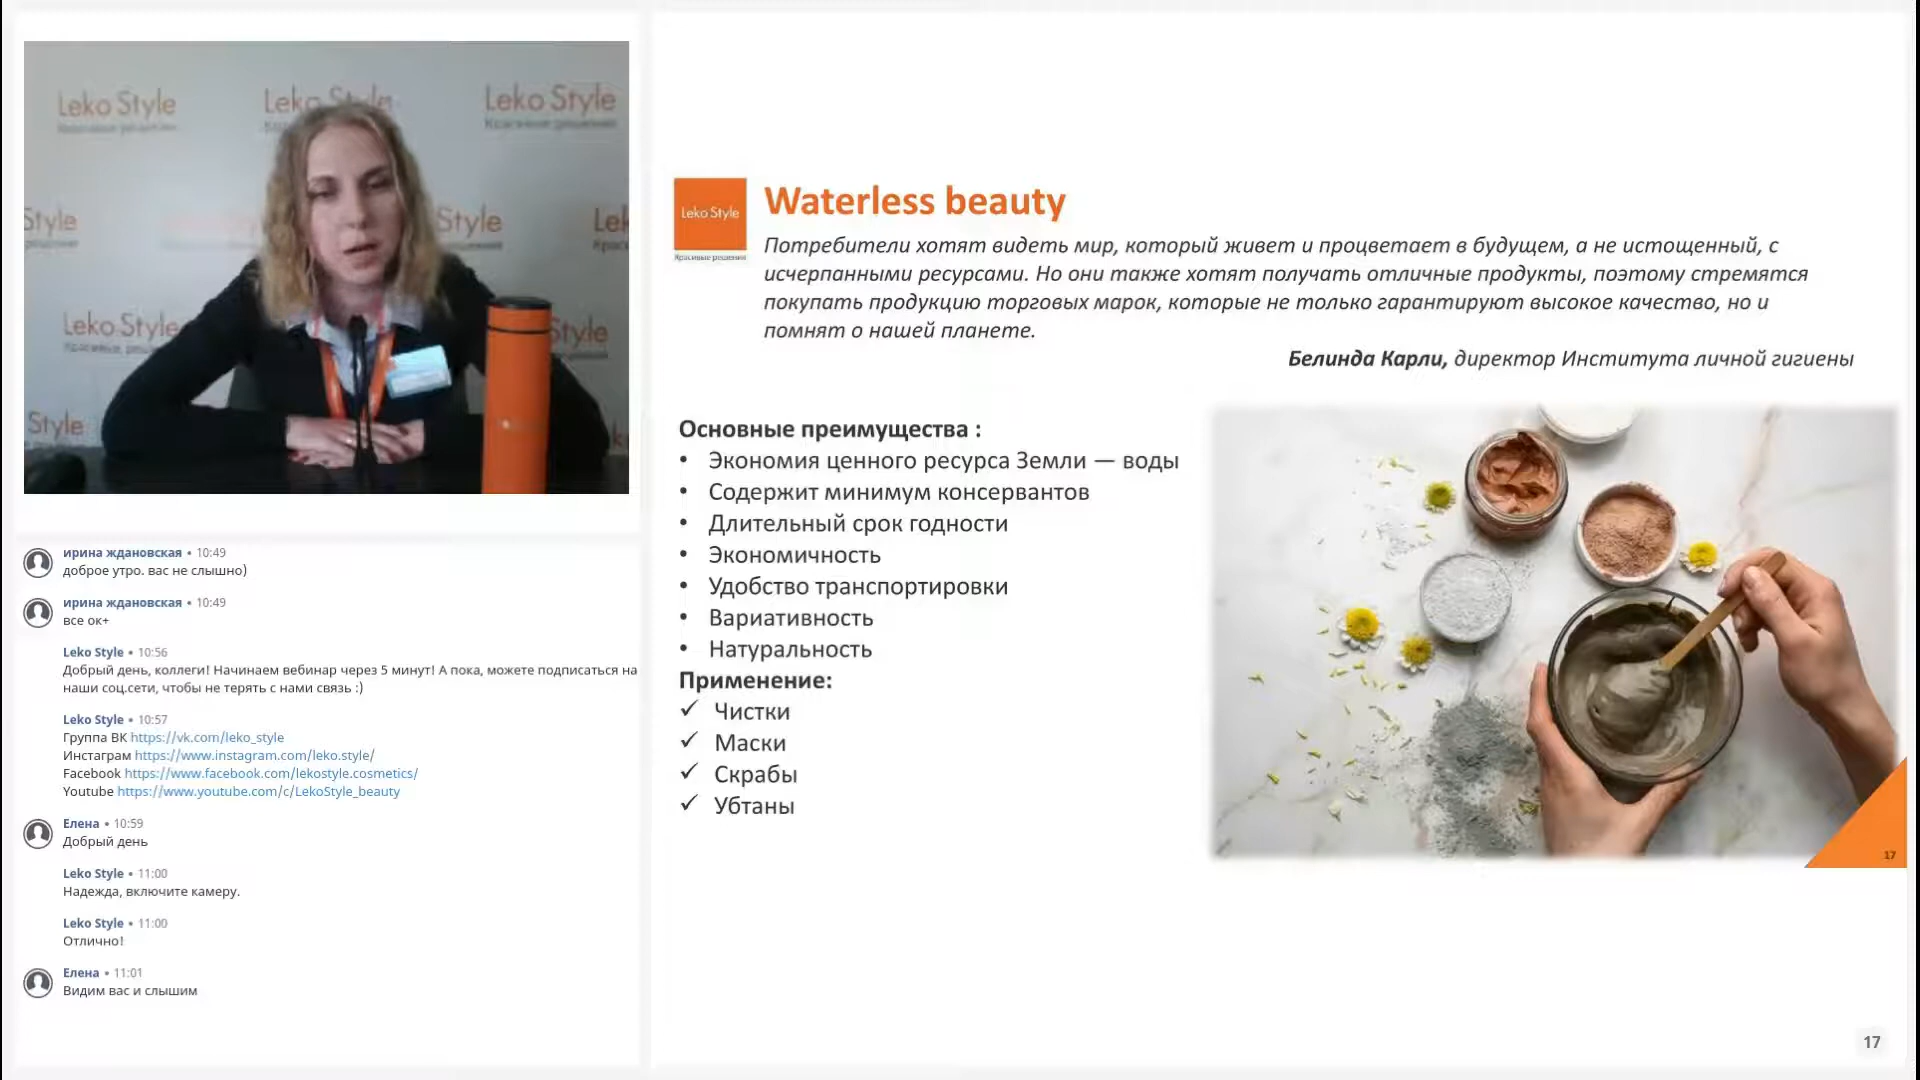 Leko Style
Красивые решения
Leko Style
Leko Style
Красивые решения
Style
Style
Lek
Leko Style
Красивые решения
Style
Style
ирина ждановская • 10:49
доброе утро. вас не слышно)
ирина ждановская • 10:49
все ок+
Leko Style • 10:56
Добрый день, коллеги! Начинаем вебинар через 5 минут! А пока, можете подписаться на
наши соц.сети, чтобы не терять с нами связь :)
Leko Style • 10:57
Группа ВК https://vk.com/leko_style
Инстаграм https://www.instagram.com/leko.style/
Facebook https://www.facebook.com/lekostyle.cosmetics/
Youtube https://www.youtube.com/c/LekoStyle_beauty
Елена • 10:59
Добрый день
Leko Style • 11:00
Надежда, включите камеру.
Leko Style • 11:00
Отлично!
Елена • 11:01
Видим вас и слышим
Leko Style
Красивые решения
Waterless beauty
Потребители хотят видеть мир, который живет и процветает в будущем, а не истощенный, с
исчерпанными ресурсами. Но они также хотят получать отличные продукты, поэтому стремятся
покупать продукцию торговых марок, которые не только гарантируют высокое качество, но и
помнят о нашей планете.
Белинда Карли, директор Института личной гигиены
Основные преимущества :
• Экономия ценного ресурса Земли — воды
• Содержит минимум консервантов
• Длительный срок годности
• Экономичность
• Удобство транспортировки
• Вариативность
• Натуральность
Применение:
✓ Чистки
✓ Маски
✓ Скрабы
✓ Убтаны
17
17